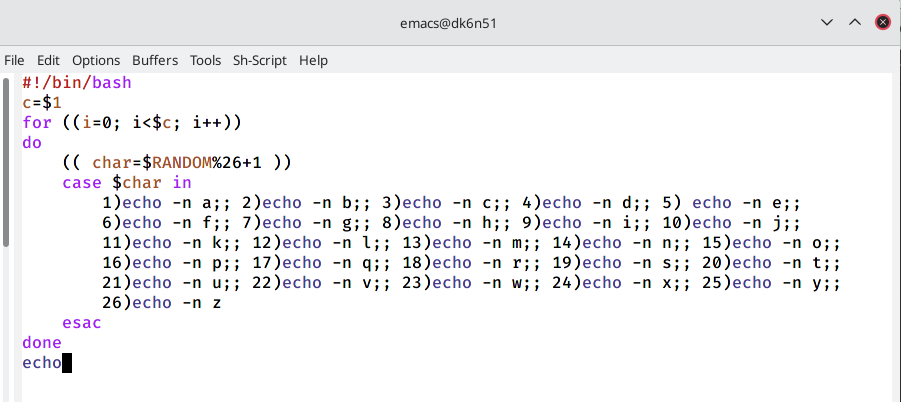 emacs@dk6n51
File Edit Options Buffers Tools Sh-Script Help
#!/bin/bash
c=$1
for ((i=0; i<$c; i++))
do
    (( char=$RANDOM%26+1 ))
    case $char in
        1)echo -n a;; 2)echo -n b;; 3)echo -n c;; 4)echo -n d;; 5) echo -n e;;
        6)echo -n f;; 7)echo -n g;; 8)echo -n h;; 9)echo -n i;; 10)echo -n j;;
        11)echo -n k;; 12)echo -n l;; 13)echo -n m;; 14)echo -n n;; 15)echo -n o;;
        16)echo -n p;; 17)echo -n q;; 18)echo -n r;; 19)echo -n s;; 20)echo -n t;;
        21)echo -n u;; 22)echo -n v;; 23)echo -n w;; 24)echo -n x;; 25)echo -n y;;
        26)echo -n z
    esac
done
echo